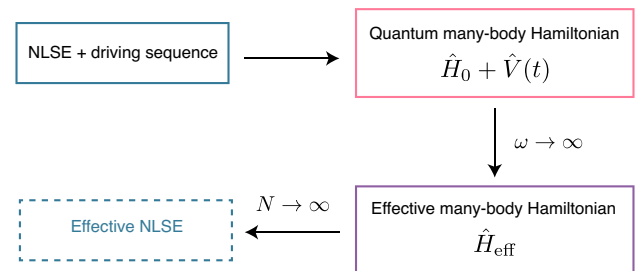 NLSE + driving sequence
Quantum many-body Hamiltonian
Ĥ₀ + V̂(t)
ω → ∞
Effective many-body Hamiltonian
Ĥ_eff
N → ∞
Effective NLSE